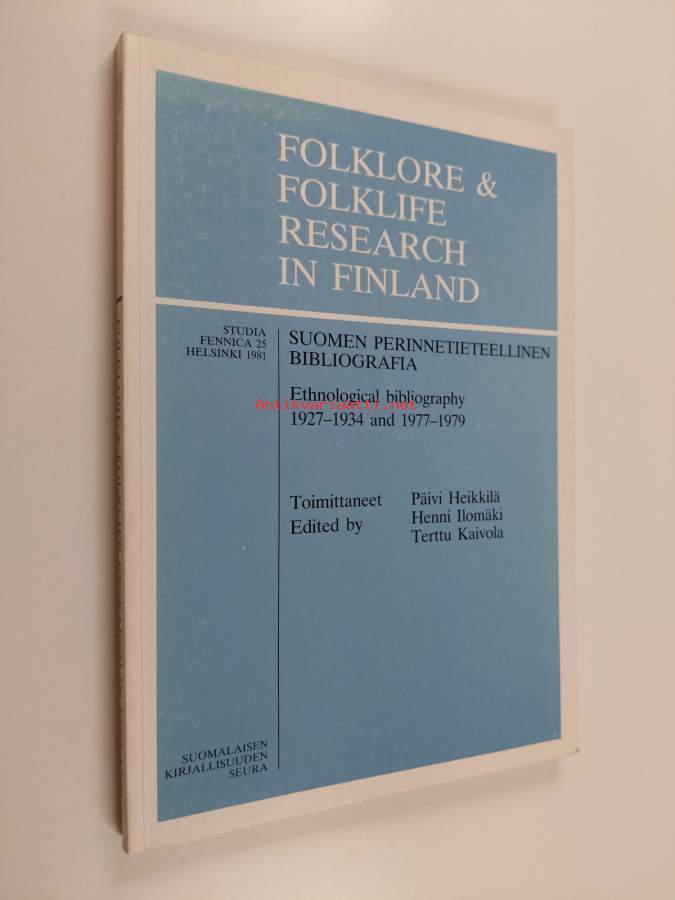 FOLKLORE &
FOLKLIFE
RESEARCH
IN FINLAND
STUDIA
FENNICA 25
HELSINKI 1981
SUOMEN PERINNETIETEELLINEN
BIBLIOGRAFIA
Ethnological bibliography
Antikvariaatti.net
1927–1934 and 1977–1979
Toimittaneet Päivi Heikkilä
Edited by Henni Ilomäki
Terttu Kaivola
SUOMALAISEN
KIRJALLISUUDEN
SEURA